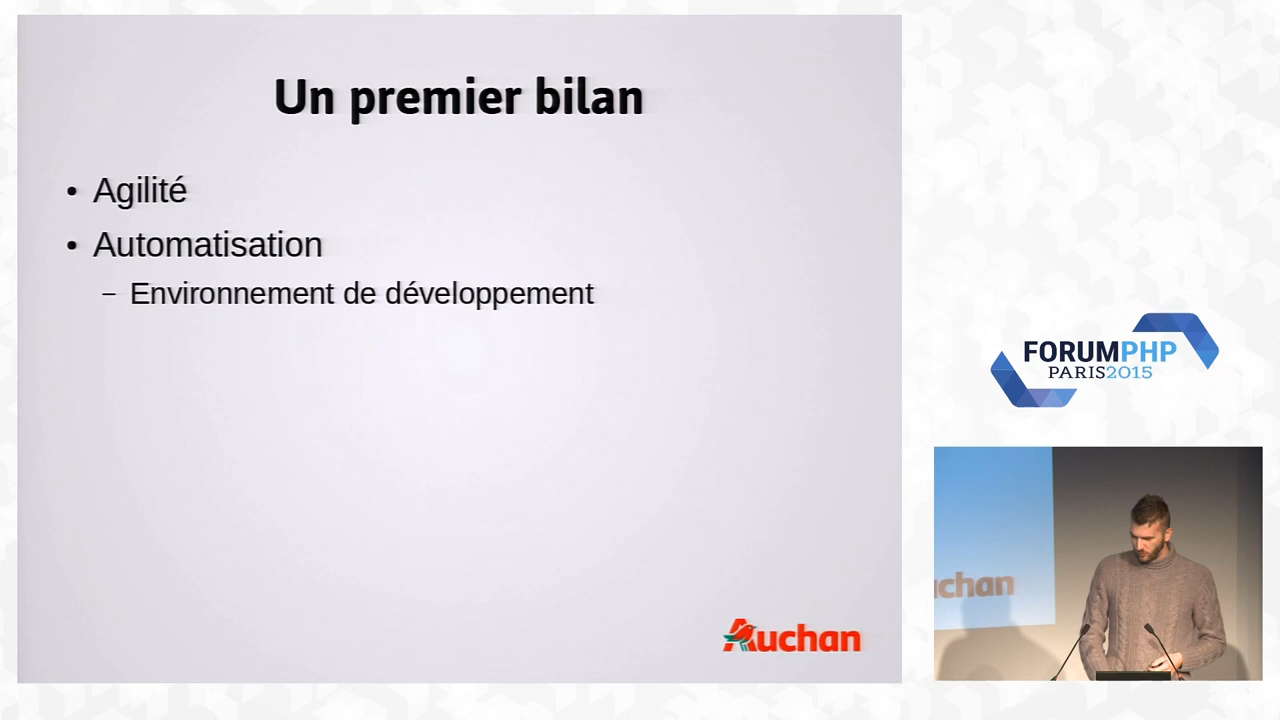 Un premier bilan
• Agilité
• Automatisation
– Environnement de développement
Auchan
FORUMPHP
PARIS2015
uchan